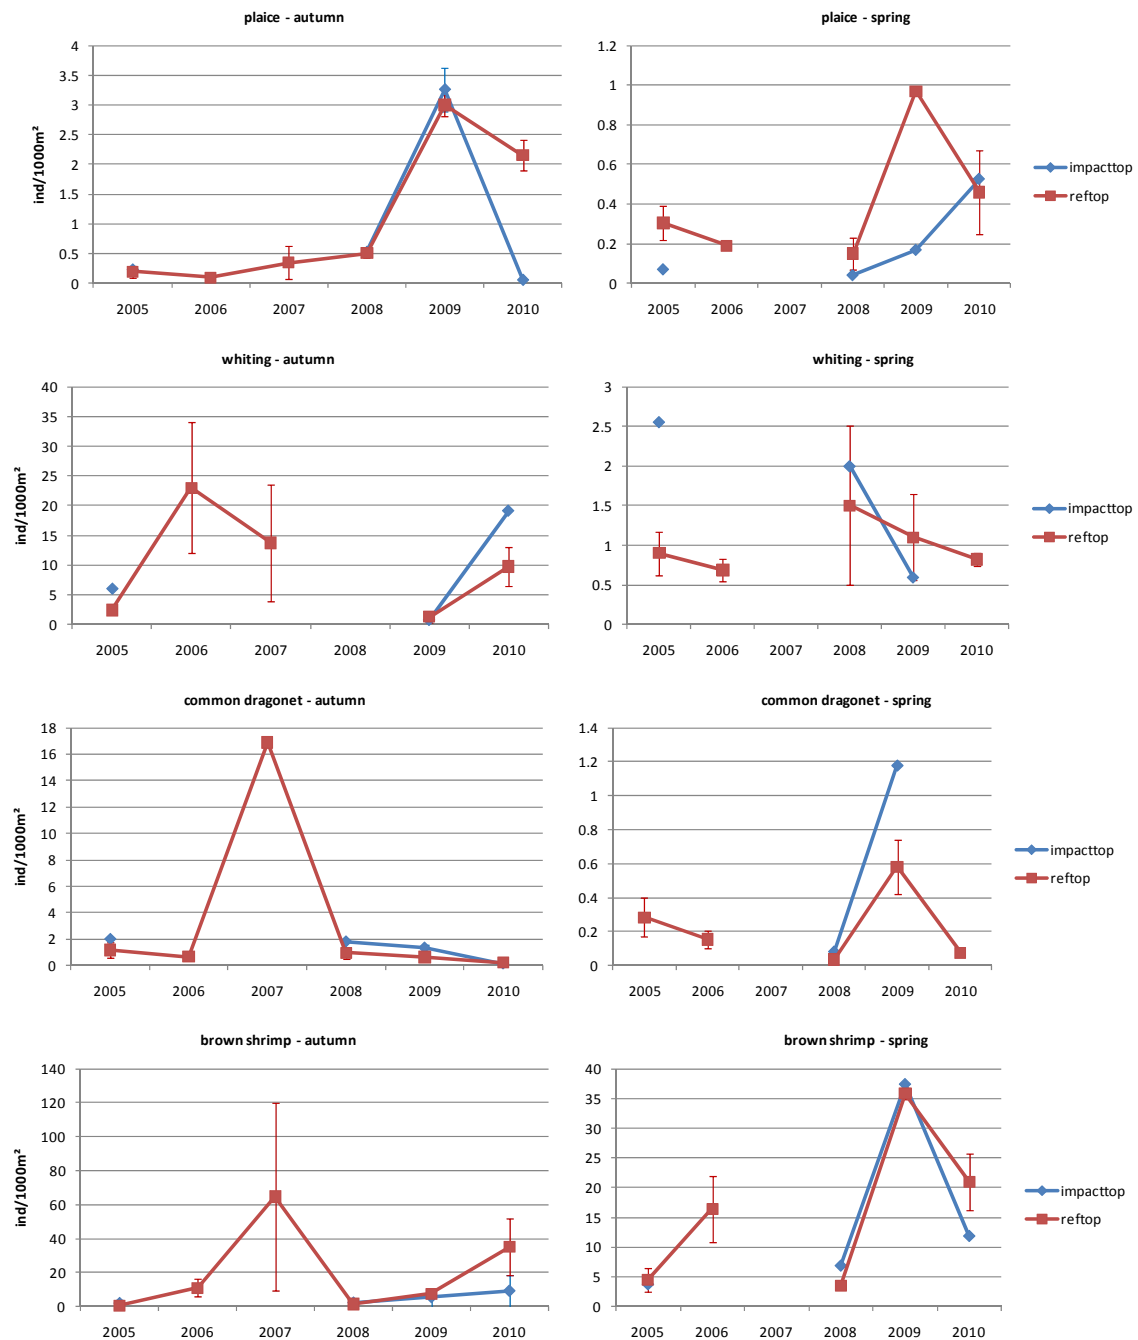 plaice - autumn
4
3.5
3
2.5
2
1.5
1
0.5
0
ind/1000m²
2005 2006 2007 2008 2009 2010
plaice - spring
1.2
1
0.8
0.6
0.4
0.2
0
2005 2006 2007 2008 2009 2010
impacttop
reftop
whiting - autumn
40
35
30
25
20
15
10
5
0
ind/1000m²
2005 2006 2007 2008 2009 2010
whiting - spring
3
2.5
2
1.5
1
0.5
0
2005 2006 2007 2008 2009 2010
impacttop
reftop
common dragonet - autumn
18
16
14
12
10
8
6
4
2
0
ind/1000m²
2005 2006 2007 2008 2009 2010
common dragonet - spring
1.4
1.2
1
0.8
0.6
0.4
0.2
0
2005 2006 2007 2008 2009 2010
impacttop
reftop
brown shrimp - autumn
140
120
100
80
60
40
20
0
ind/1000m²
2005 2006 2007 2008 2009 2010
brown shrimp - spring
40
35
30
25
20
15
10
5
0
2005 2006 2007 2008 2009 2010
impacttop
reftop